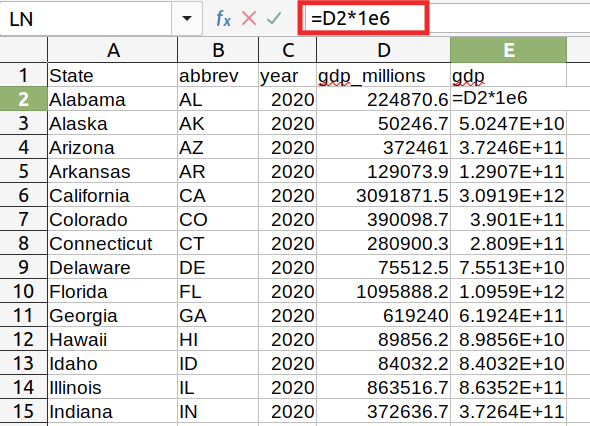 LN fx =D2*1e6
A B C D E
1 State abbrev year gdp_millions gdp
2 Alabama AL 2020 224870.6 =D2*1e6
3 Alaska AK 2020 50246.7 5.0247E+10
4 Arizona AZ 2020 372461 3.7246E+11
5 Arkansas AR 2020 129073.9 1.2907E+11
6 California CA 2020 3091871.5 3.0919E+12
7 Colorado CO 2020 390098.7 3.901E+11
8 Connecticut CT 2020 280900.3 2.809E+11
9 Delaware DE 2020 75512.5 7.5513E+10
10 Florida FL 2020 1095888.2 1.0959E+12
11 Georgia GA 2020 619240 6.1924E+11
12 Hawaii HI 2020 89856.2 8.9856E+10
13 Idaho ID 2020 84032.2 8.4032E+10
14 Illinois IL 2020 863516.7 8.6352E+11
15 Indiana IN 2020 372636.7 3.7264E+11